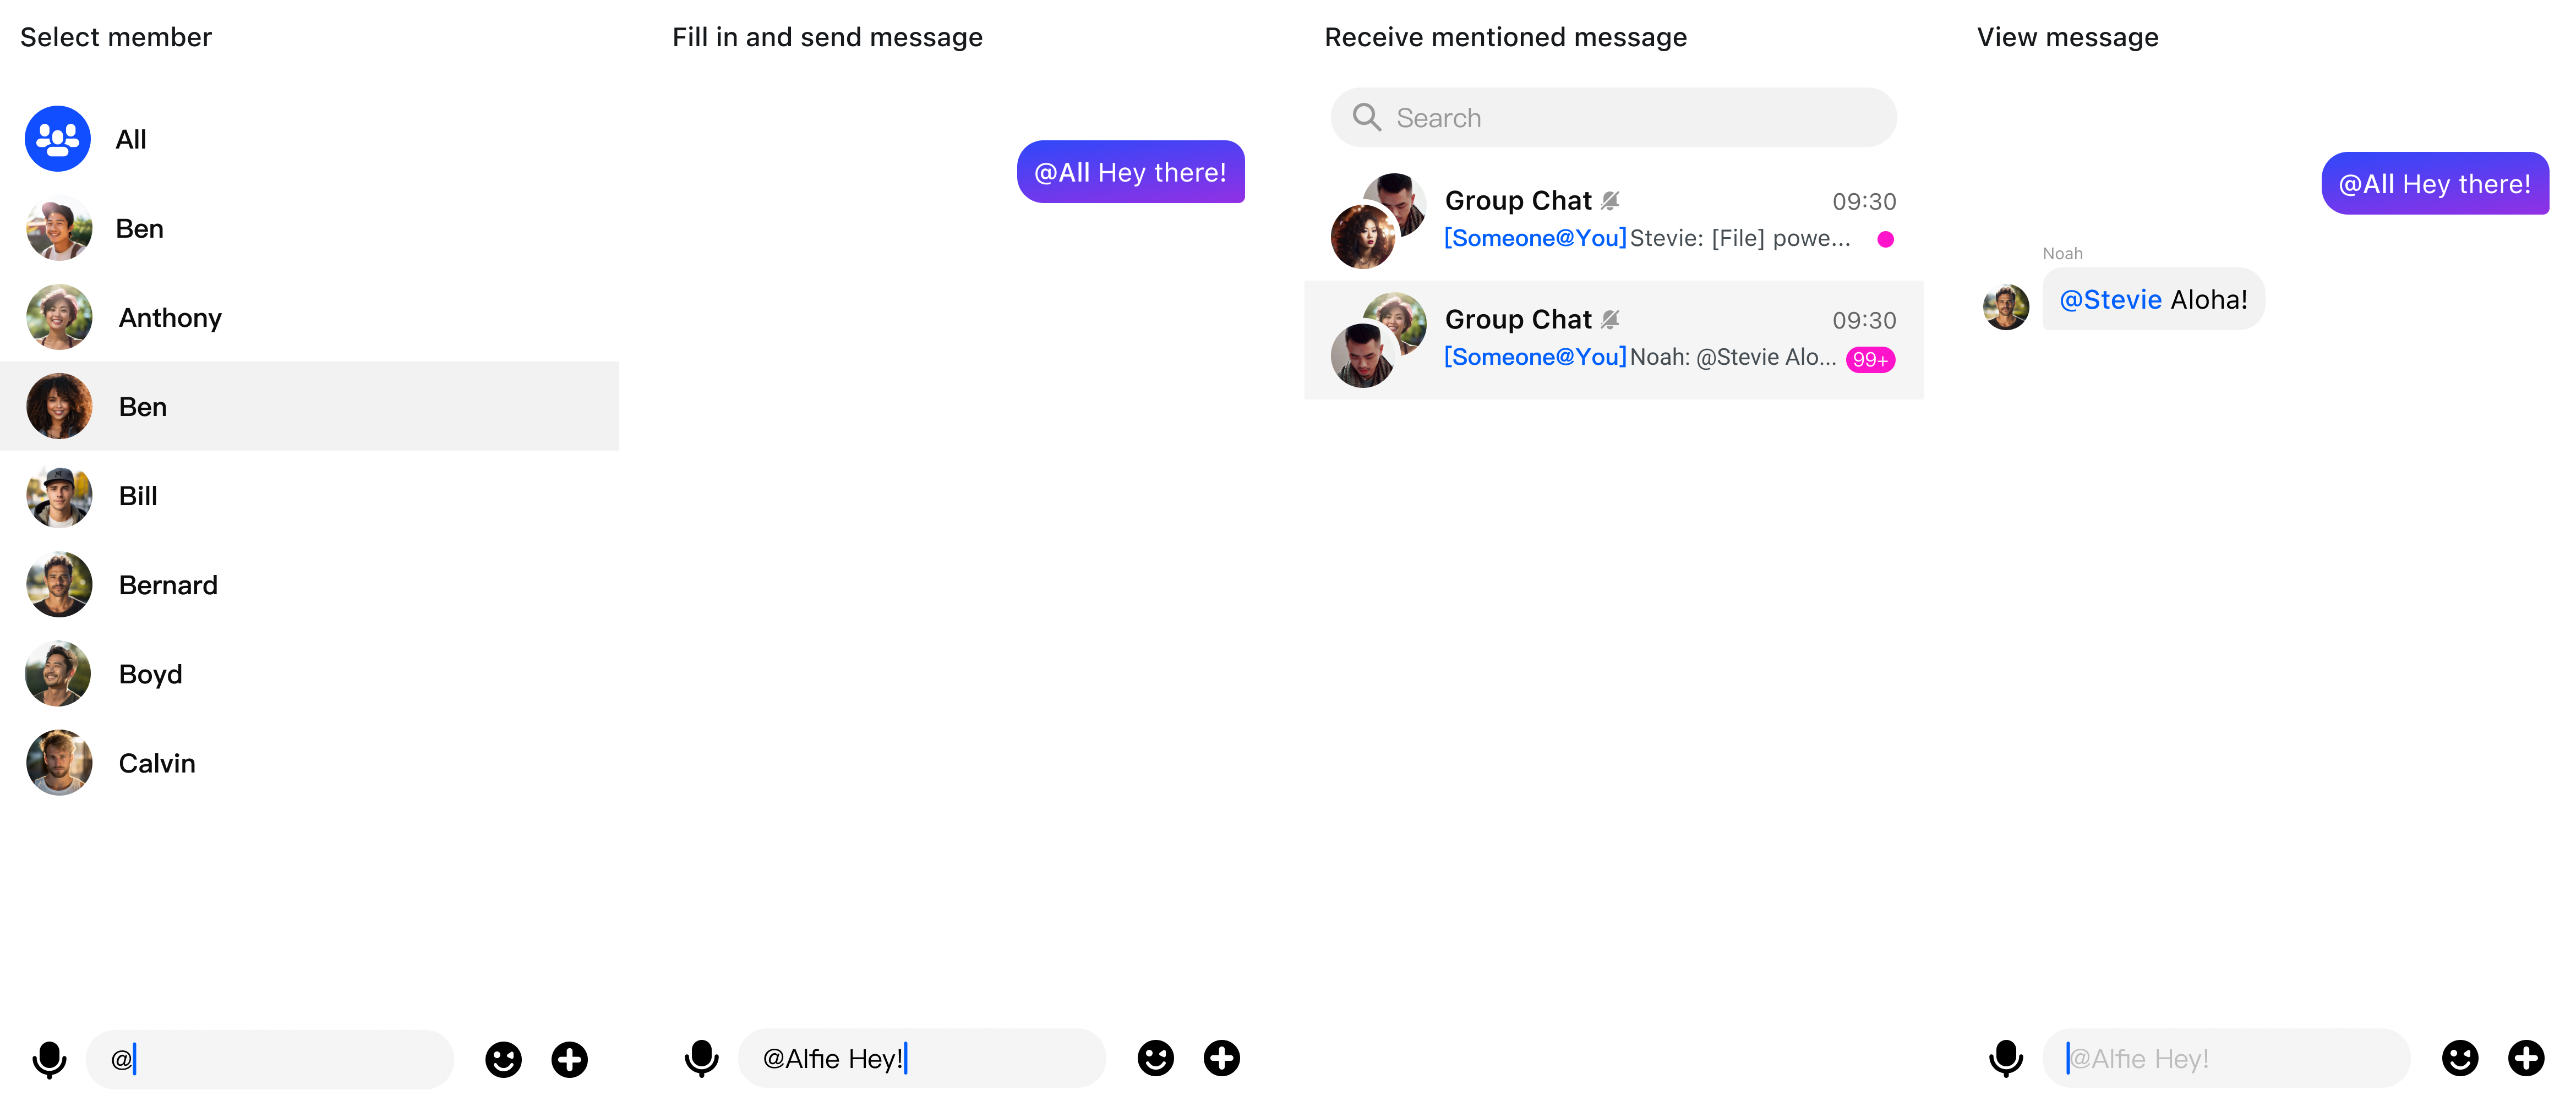 Select member
All
Ben
Anthony
Ben
Bill
Bernard
Boyd
Calvin
@
Fill in and send message
@All Hey there!
@Alfie Hey!
Receive mentioned message
Search
Group Chat 09:30
[Someone@You] Stevie: [File] powe...
Group Chat 09:30
[Someone@You] Noah: @Stevie Alo... 99+
View message
@All Hey there!
Noah
@Stevie Aloha!
@Alfie Hey!